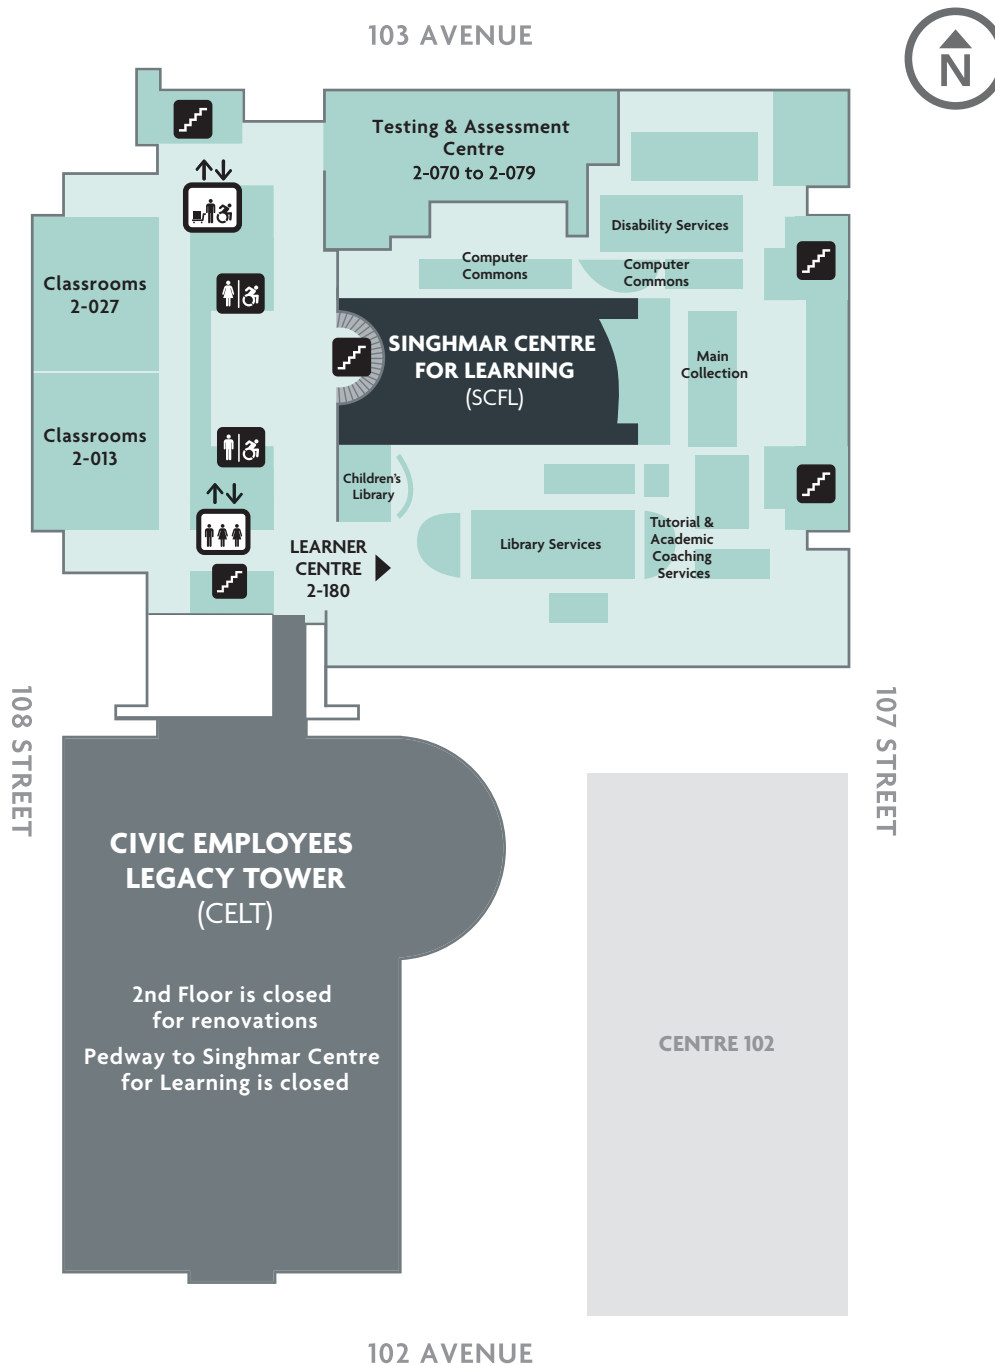 103 AVENUE
N
Testing & Assessment
Centre
2-070 to 2-079
Disability Services
Computer
Commons
Computer
Commons
Classrooms
2-027
SINGHMAR CENTRE
FOR LEARNING
(SCFL)
Main
Collection
Classrooms
2-013
Children's
Library
LEARNER
CENTRE
2-180
Library Services
Tutorial &
Academic
Coaching
Services
108 STREET
107 STREET
CIVIC EMPLOYEES
LEGACY TOWER
(CELT)
2nd Floor is closed
for renovations
Pedway to Singhmar Centre
for Learning is closed
CENTRE 102
102 AVENUE